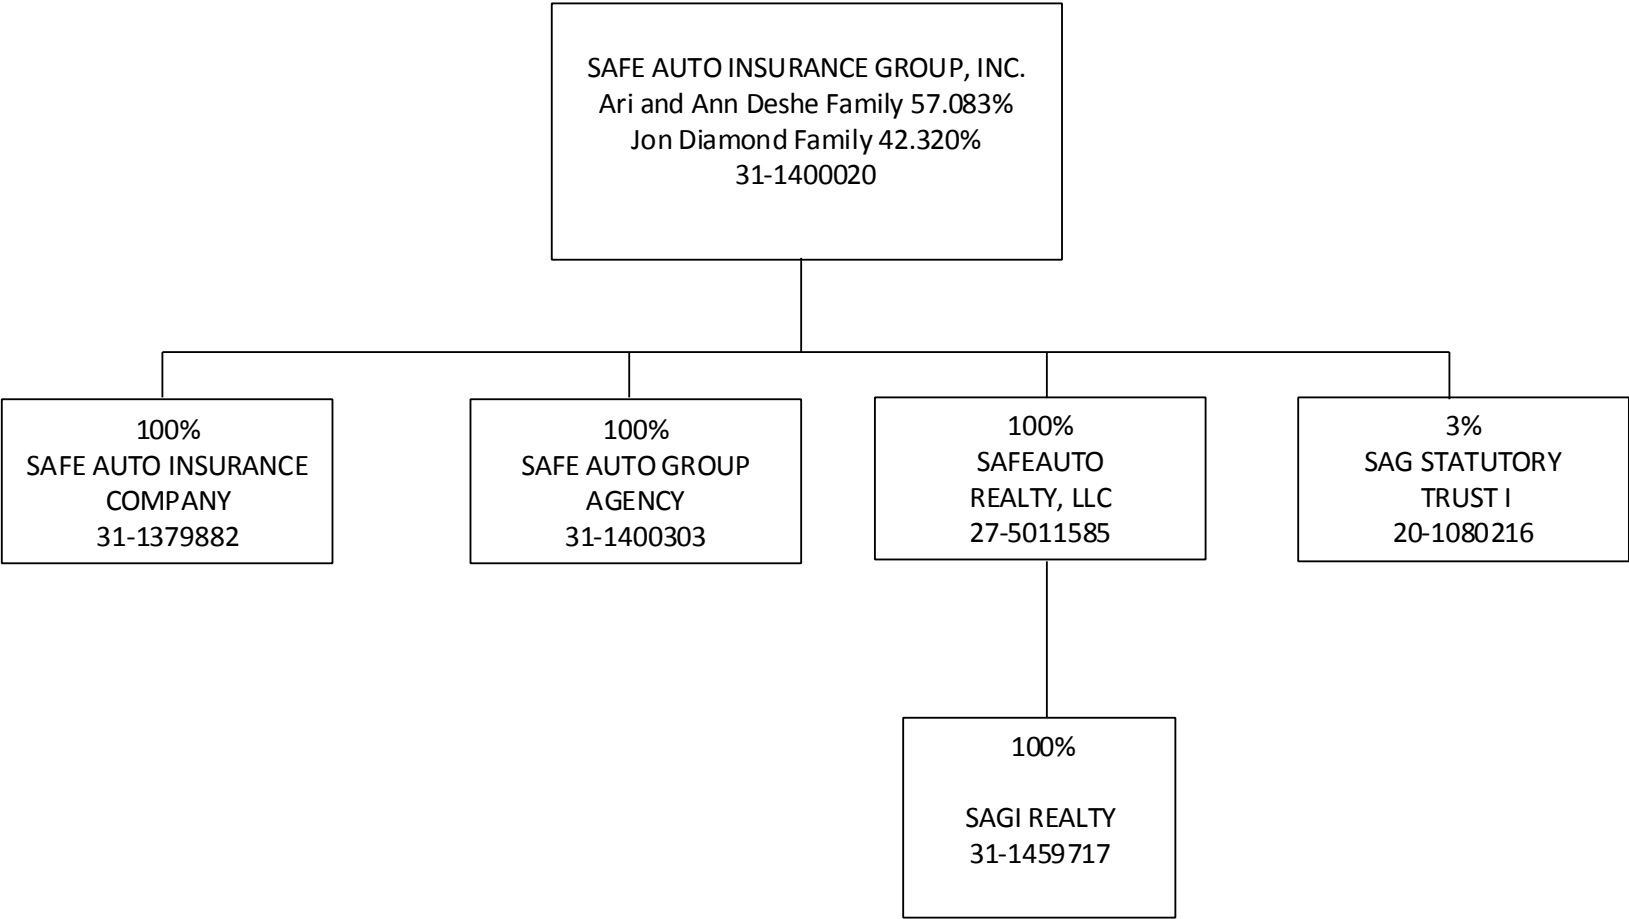 SAFE AUTO INSURANCE GROUP, INC.
Ari and Ann Deshe Family 57.083%
Jon Diamond Family 42.320%
31-1400020
100%
SAFE AUTO INSURANCE
COMPANY
31-1379882
100%
SAFE AUTO GROUP
AGENCY
31-1400303
100%
SAFEAUTO
REALTY, LLC
27-5011585
3%
SAG STATUTORY
TRUST I
20-1080216
100%
SAGI REALTY
31-1459717